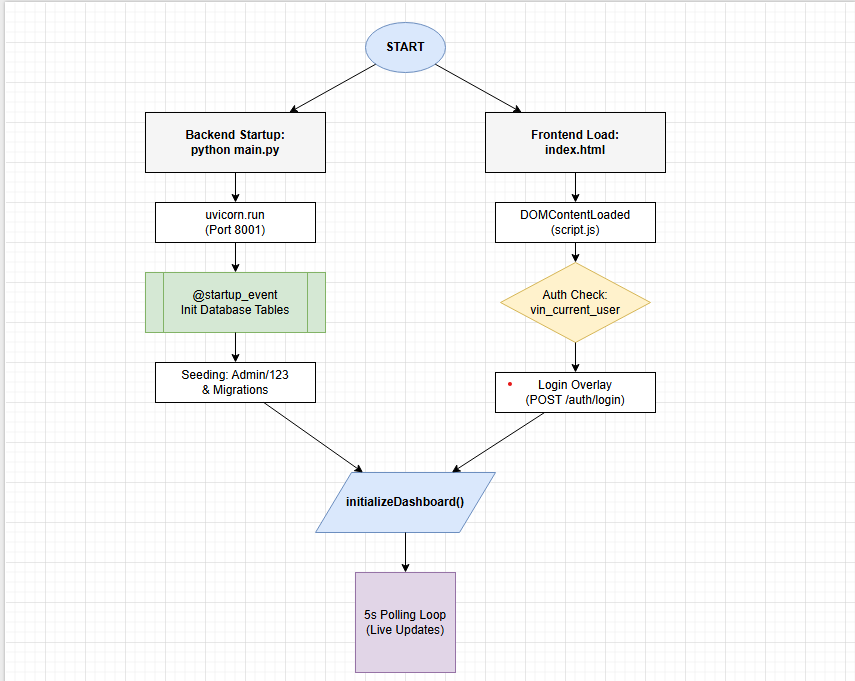 START
Backend Startup:
python main.py
Frontend Load:
index.html
uvicorn.run
(Port 8001)
DOMContentLoaded
(script.js)
@startup_event
Init Database Tables
Auth Check:
vin_current_user
Seeding: Admin/123
& Migrations
Login Overlay
(POST /auth/login)
initializeDashboard()
5s Polling Loop
(Live Updates)